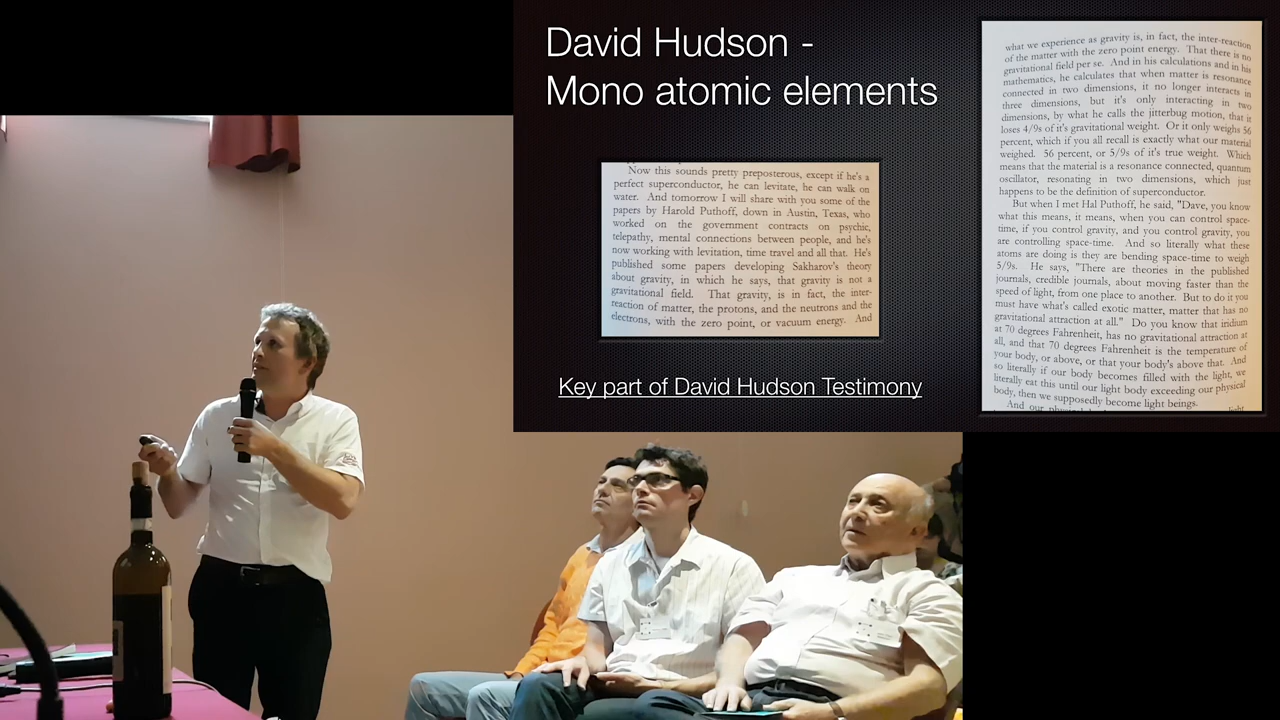 David Hudson -
Mono atomic elements
Now this sounds pretty preposterous, except if he's a
perfect superconductor, he can levitate, he can walk on
water. And tomorrow I will share with you some of the
papers by Harold Puthoff, down in Austin, Texas, who
worked on the government contracts on psychic,
telepathy, mental connections between people, and he's
now working with levitation, time travel and all that. He's
published some papers developing Sakharov's theory
about gravity, in which he says, that gravity is not a
gravitational field. That gravity, is in fact, the inter-
reaction of matter, the protons, and the neutrons and the
electrons, with the zero point, or vacuum energy. And
Key part of David Hudson Testimony
what we experience as gravity is, in fact, the inter-reaction
of the matter with the zero point energy. That there is no
gravitational field per se. And in his calculations and in his
mathematics, he calculates that when matter is resonance
connected in two dimensions, it no longer interacts in
three dimensions, but it's only interacting in two
dimensions, by what he calls the jitterbug motion, that it
loses 4/9s of it's gravitational weight. Or it only weighs 56
percent, which if you all recall is exactly what our material
weighed. 56 percent, or 5/9s of it's true weight. Which
means that the material is a resonance connected, quantum
oscillator, resonating in two dimensions, which just
happens to be the definition of superconductor.
But when I met Hal Puthoff, he said, "Dave, you know
what this means, it means, when you can control space-
time, if you control gravity, and you control gravity, you
are controlling space-time. And so literally what these
atoms are doing is they are bending space-time to weigh
5/9s. He says, "There are theories in the published
journals, credible journals, about moving faster than the
speed of light, from one place to another. But to do it you
must have what's called exotic matter, matter that has no
gravitational attraction at all." Do you know that iridium
at 70 degrees Fahrenheit, has no gravitational attraction at
all, and that 70 degrees Fahrenheit is the temperature of
your body, or above, or that your body's above that. And
so literally if our body becomes filled with the light, we
literally eat this until our light body exceeding our physical
body, then we supposedly become light beings.
And our light